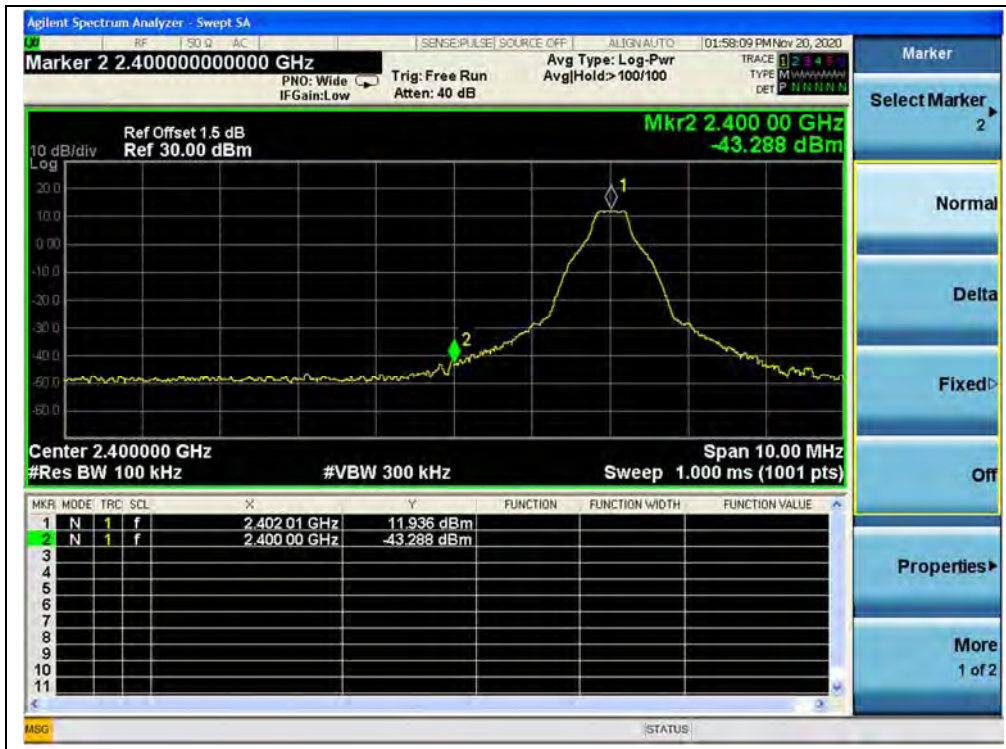 Agilent Spectrum Analyzer - Swept SA
LXI RF 50 Ω AC SENSE:PULSE SOURCE OFF ALIGN AUTO 01:58:09 PM Nov 20, 2020
Marker 2 2.400000000000 GHz
PNO: Wide
IFGain:Low
Trig: Free Run
Atten: 40 dB
Avg Type: Log-Pwr
Avg|Hold:> 100/100
TRACE 1 2 3 4 5 6
TYPE M
DET P N N N N N
Ref Offset 1.5 dB
10 dB/div Ref 30.00 dBm
Log
Mkr2 2.400 00 GHz
-43.288 dBm
20.0
10.0
0.00
-10.0
-20.0
-30.0
-40.0
-50.0
-60.0
1
2
Center 2.400000 GHz Span 10.00 MHz
#Res BW 100 kHz #VBW 300 kHz Sweep 1.000 ms (1001 pts)
MKR MODE TRC SCL X Y FUNCTION FUNCTION WIDTH FUNCTION VALUE
1 N 1 f 2.402 01 GHz 11.936 dBm
2 N 1 f 2.400 00 GHz -43.288 dBm
3
4
5
6
7
8
9
10
11
MSG STATUS
Marker
Select Marker
2
Normal
Delta
Fixed
Off
Properties
More
1 of 2